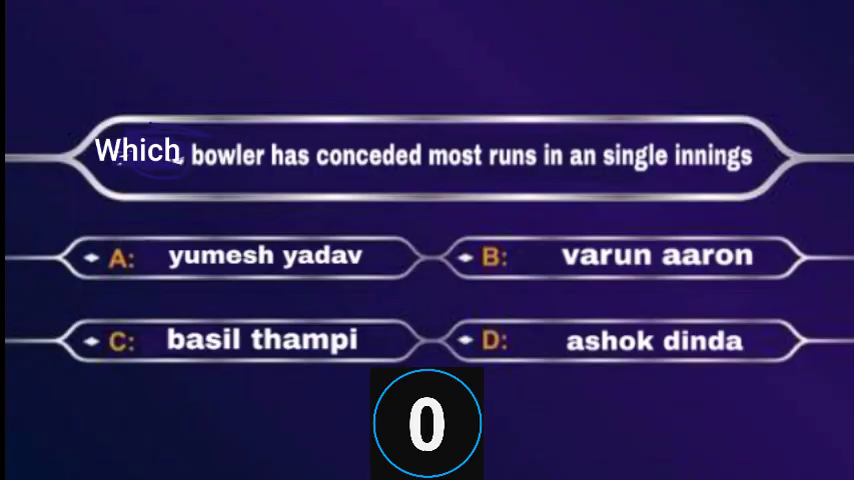 Which bowler has conceded most runs in an single innings
A: yumesh yadav
B: varun aaron
C: basil thampi
D: ashok dinda
0